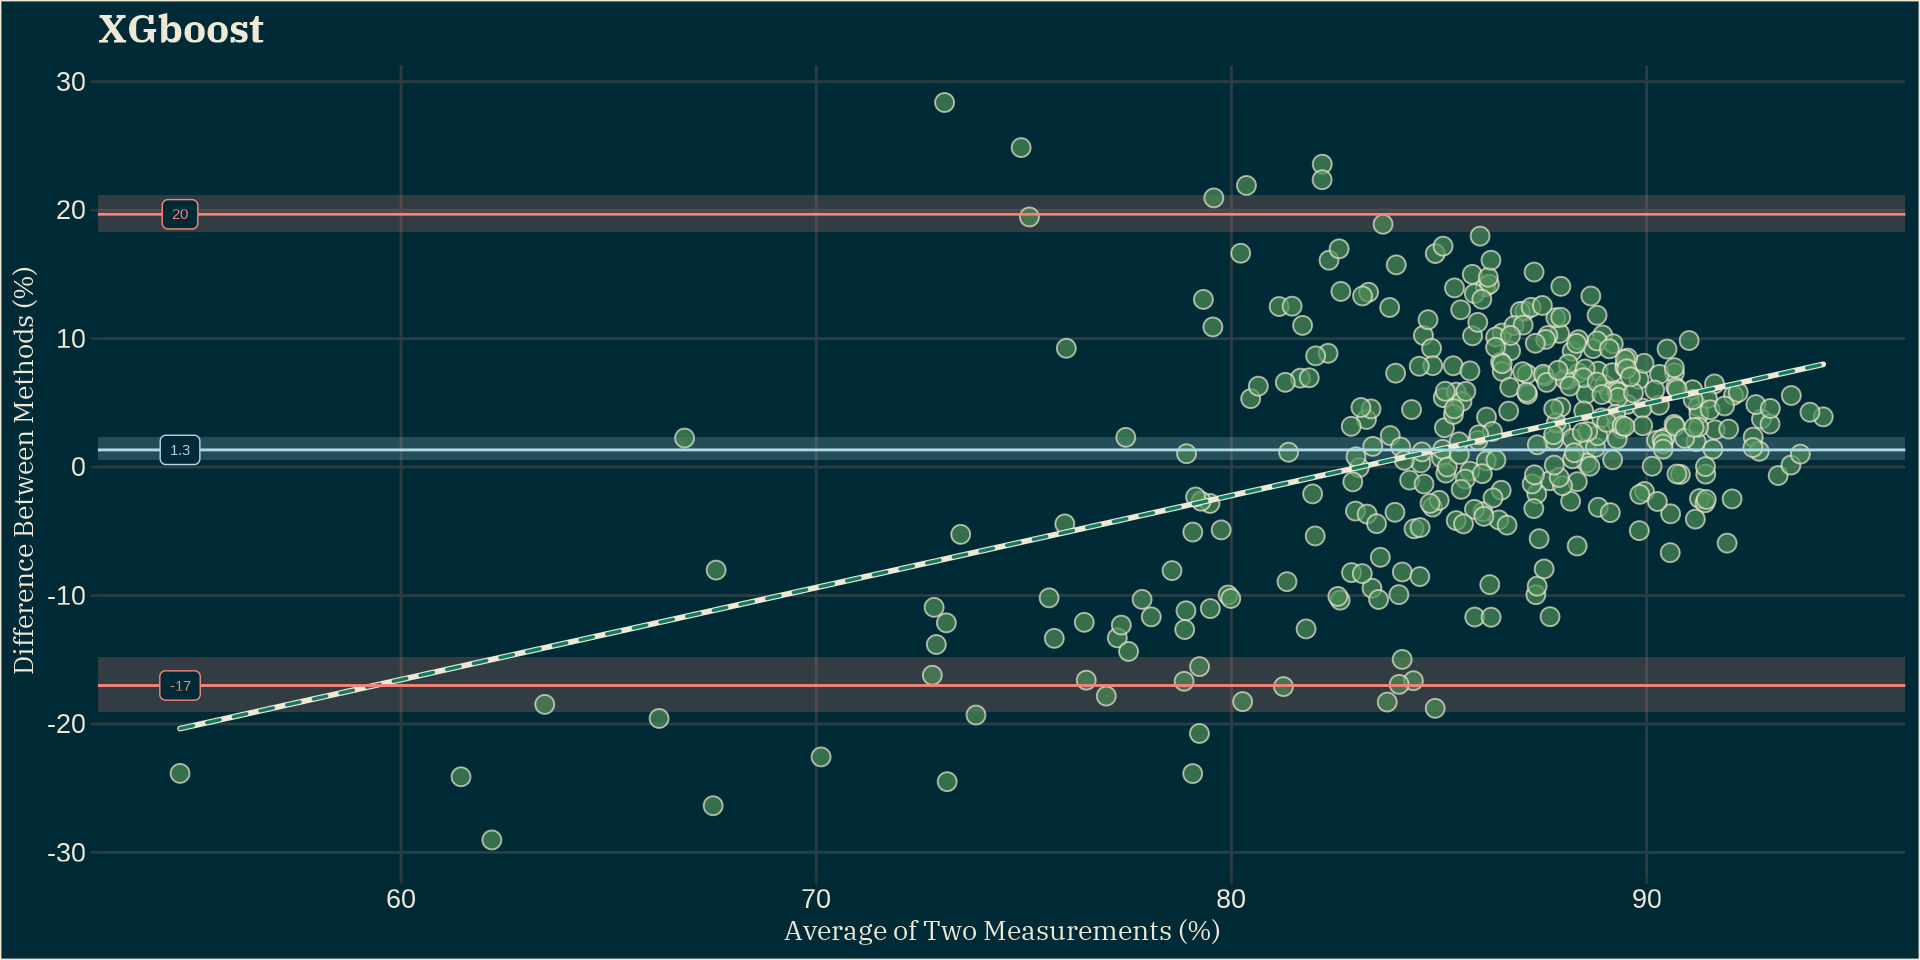 XGboost
30
20
10
0
-10
-20
-30
20
1.3
-17
Difference Between Methods (%)
60 70 80 90
Average of Two Measurements (%)